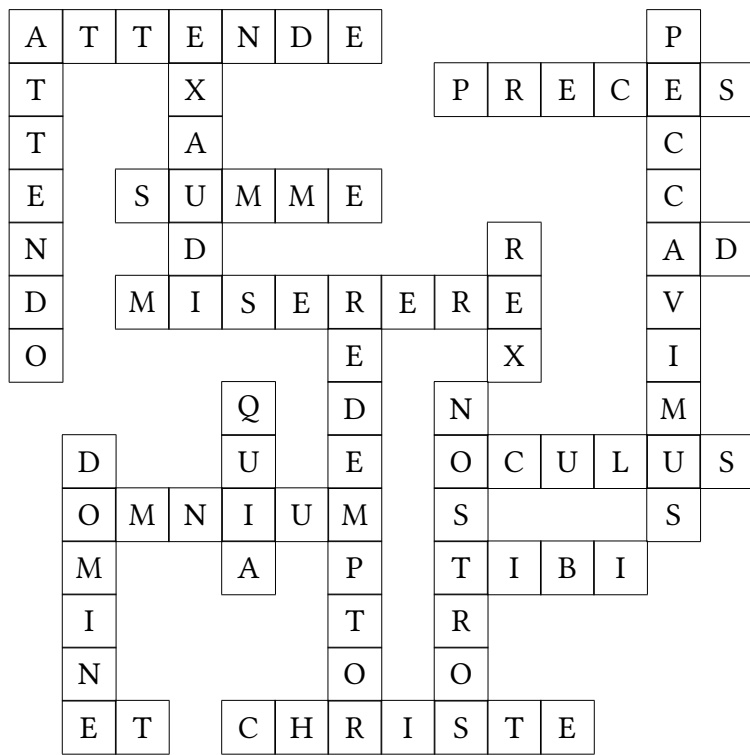 A T T E N D E P
T X P R E C E S
T A C
E S U M M E C
N D R A D
D M I S E R E R E V
O E X I
Q D N M
D U E O C U L U S
O M N I U M S S
M A P T I B I
I T R
N O O
E T C H R I S T E